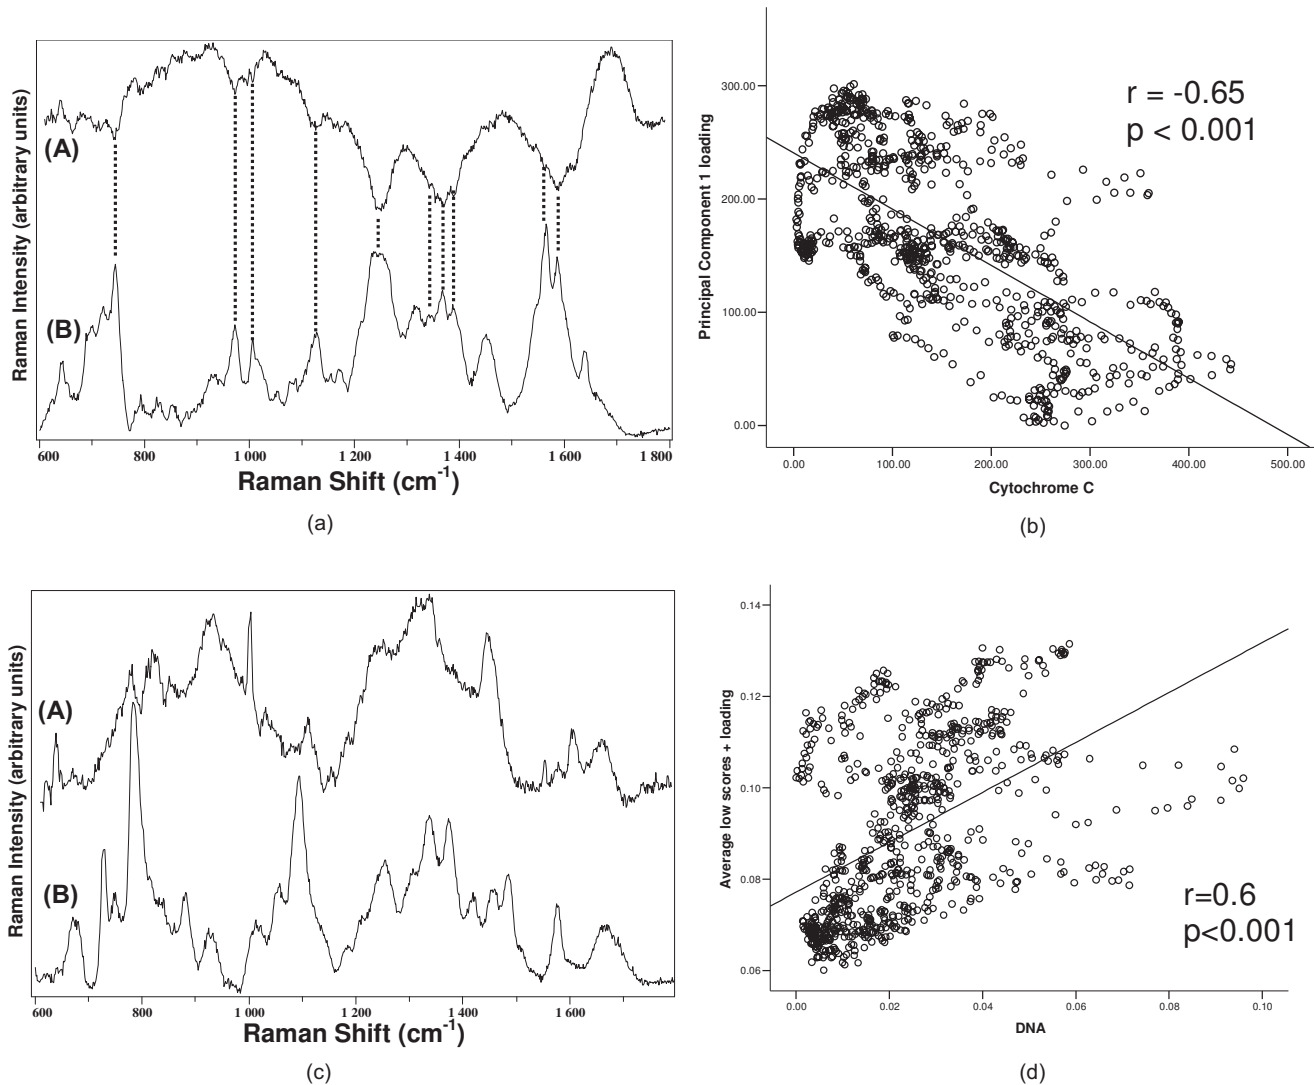 Raman Intensity (arbitrary units)
(A)
(B)
600 800 1 000 1 200 1 400 1 600 1 800
Raman Shift (cm-1)
(a)
Principal Component 1 loading
300.00
200.00
100.00
0.00
r = -0.65
p < 0.001
0.00 100.00 200.00 300.00 400.00 500.00
Cytochrome C
(b)
Raman Intensity (arbitrary units)
(A)
(B)
600 800 1 000 1 200 1 400 1 600
Raman Shift (cm-1)
(c)
Average low scores + loading
0.14
0.12
0.10
0.08
0.06
r=0.6
p<0.001
0.00 0.02 0.04 0.06 0.08 0.10
DNA
(d)